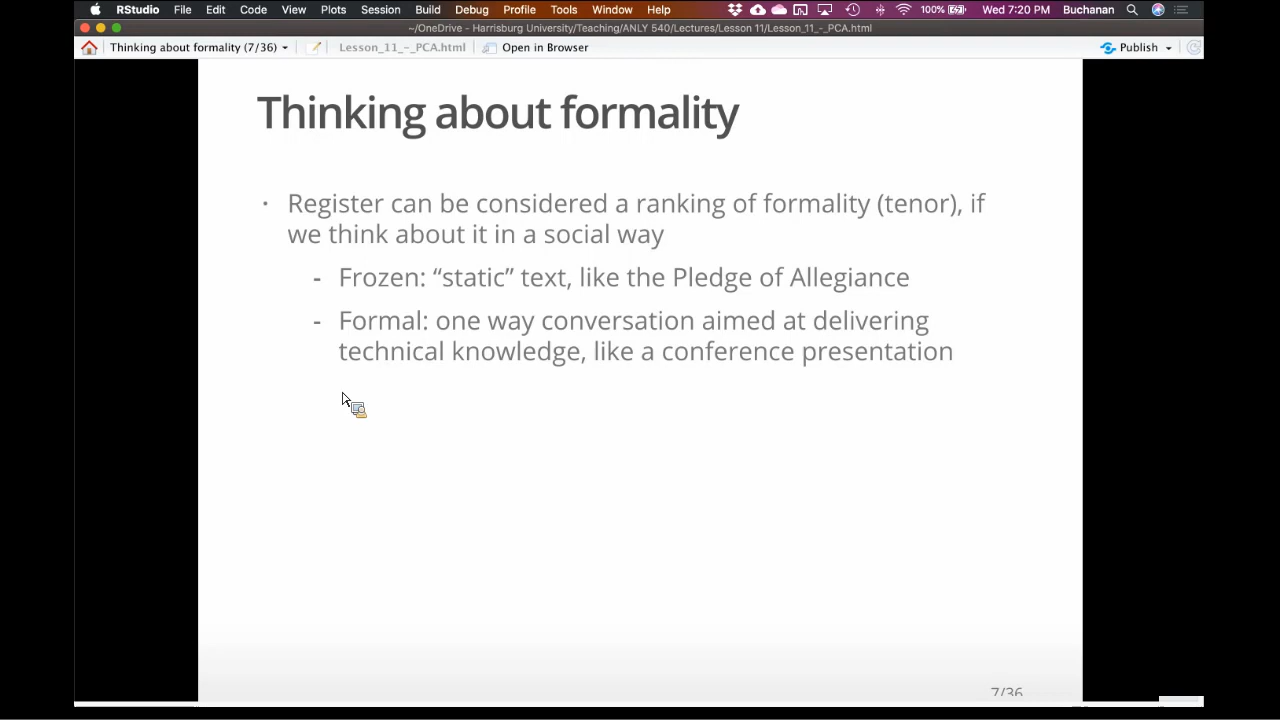 RStudio File Edit Code View Plots Session Build Debug Profile Tools Window Help 100% Wed 7:20 PM Buchanan
~/OneDrive - Harrisburg University/Teaching/ANLY 540/Lectures/Lesson 11/Lesson_11_-_PCA.html
Thinking about formality (7/36) Lesson_11_-_PCA.html Open in Browser Publish
Thinking about formality
• Register can be considered a ranking of formality (tenor), if
we think about it in a social way
- Frozen: “static” text, like the Pledge of Allegiance
- Formal: one way conversation aimed at delivering
technical knowledge, like a conference presentation
7/36